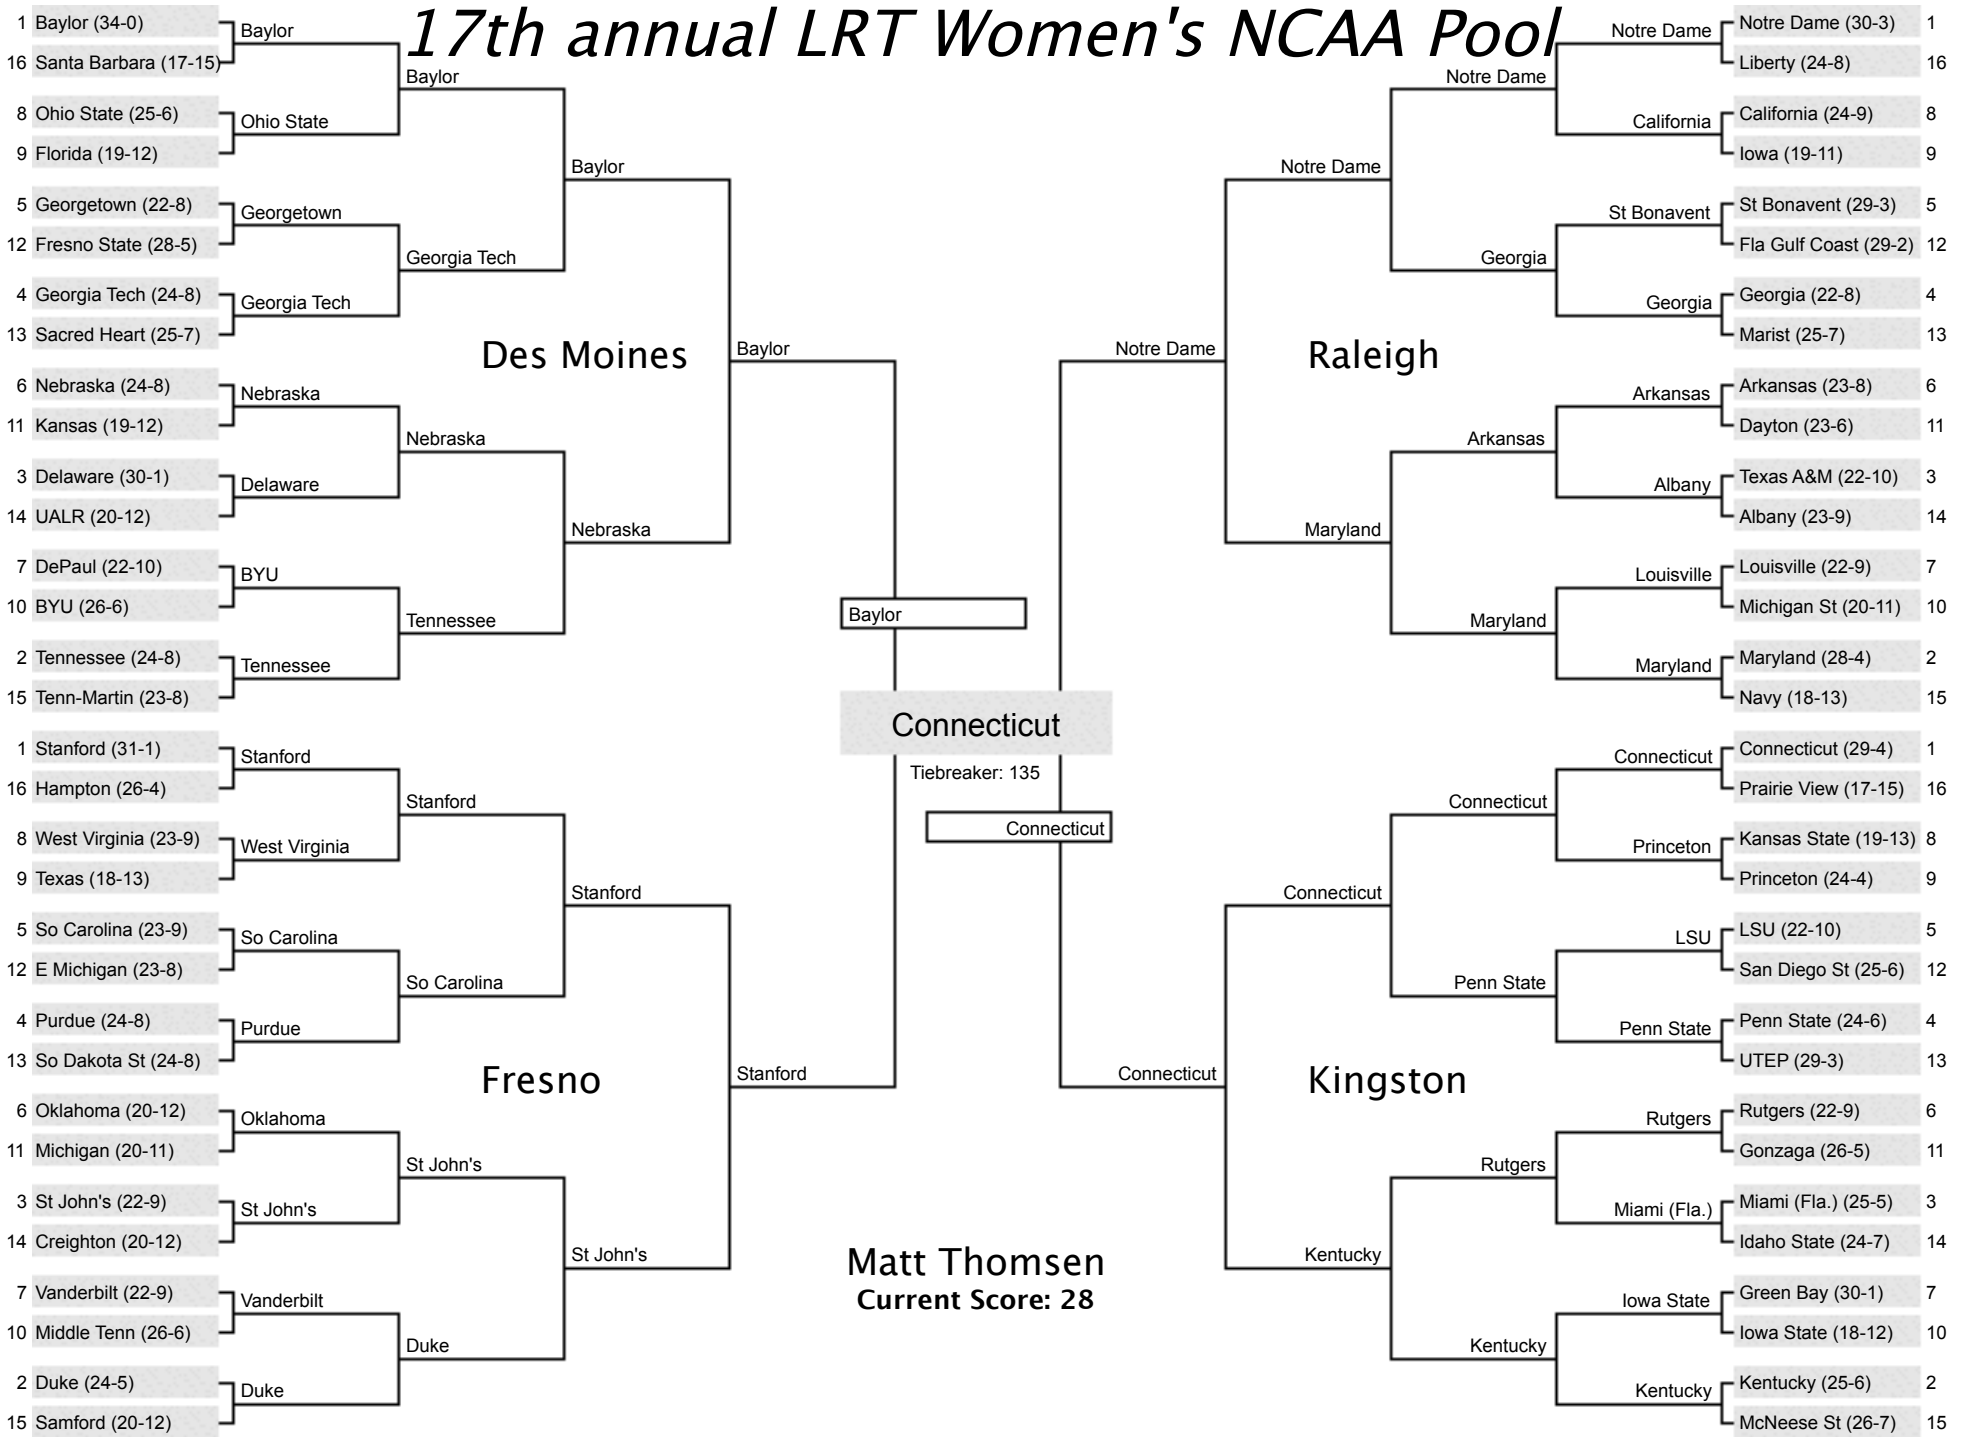 17th annual LRT Women's NCAA Pool
1 Baylor (34-0)
16 Santa Barbara (17-15)
8 Ohio State (25-6)
9 Florida (19-12)
5 Georgetown (22-8)
12 Fresno State (28-5)
4 Georgia Tech (24-8)
13 Sacred Heart (25-7)
6 Nebraska (24-8)
11 Kansas (19-12)
3 Delaware (30-1)
14 UALR (20-12)
7 DePaul (22-10)
10 BYU (26-6)
2 Tennessee (24-8)
15 Tenn-Martin (23-8)
Baylor
Ohio State
Georgetown
Georgia Tech
Nebraska
Delaware
BYU
Tennessee
Baylor
Georgia Tech
Nebraska
Tennessee
Baylor
Nebraska
Des Moines
Baylor
1 Stanford (31-1)
16 Hampton (26-4)
8 West Virginia (23-9)
9 Texas (18-13)
5 So Carolina (23-9)
12 E Michigan (23-8)
4 Purdue (24-8)
13 So Dakota St (24-8)
6 Oklahoma (20-12)
11 Michigan (20-11)
3 St John's (22-9)
14 Creighton (20-12)
7 Vanderbilt (22-9)
10 Middle Tenn (26-6)
2 Duke (24-5)
15 Samford (20-12)
Stanford
West Virginia
So Carolina
Purdue
Oklahoma
St John's
Vanderbilt
Duke
Stanford
So Carolina
St John's
Duke
Stanford
St John's
Fresno
Stanford
Baylor
Connecticut
Tiebreaker: 135
Connecticut
Matt Thomsen
Current Score: 28
Notre Dame (30-3) 1
Liberty (24-8) 16
California (24-9) 8
Iowa (19-11) 9
St Bonavent (29-3) 5
Fla Gulf Coast (29-2) 12
Georgia (22-8) 4
Marist (25-7) 13
Arkansas (23-8) 6
Dayton (23-6) 11
Texas A&M (22-10) 3
Albany (23-9) 14
Louisville (22-9) 7
Michigan St (20-11) 10
Maryland (28-4) 2
Navy (18-13) 15
Notre Dame
California
St Bonavent
Georgia
Arkansas
Albany
Louisville
Maryland
Notre Dame
Georgia
Arkansas
Maryland
Notre Dame
Maryland
Raleigh
Notre Dame
Connecticut (29-4) 1
Prairie View (17-15) 16
Kansas State (19-13) 8
Princeton (24-4) 9
LSU (22-10) 5
San Diego St (25-6) 12
Penn State (24-6) 4
UTEP (29-3) 13
Rutgers (22-9) 6
Gonzaga (26-5) 11
Miami (Fla.) (25-5) 3
Idaho State (24-7) 14
Green Bay (30-1) 7
Iowa State (18-12) 10
Kentucky (25-6) 2
McNeese St (26-7) 15
Connecticut
Princeton
LSU
Penn State
Rutgers
Miami (Fla.)
Iowa State
Kentucky
Connecticut
Penn State
Rutgers
Kentucky
Connecticut
Kentucky
Kingston
Connecticut